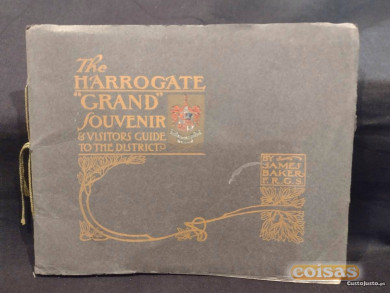 The
HARROGATE
"GRAND"
SOUVENIR
& VISITORS GUIDE
TO THE DISTRICT
BY
JAMES
BAKER
F.R.G.S.
coisas
CustoJusto.pt